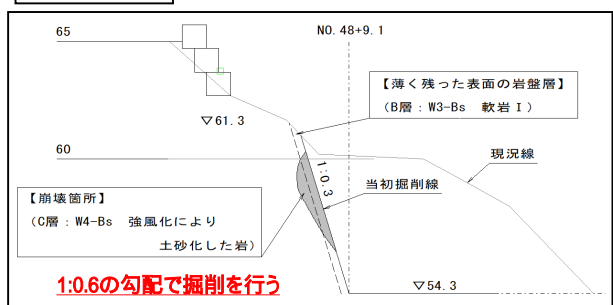 65
NO.48+9.1
【薄く残った表面の岩盤層】
(B層:W3-Bs 軟岩Ⅰ)
▽61.3
60
現況線
1:0.3
当初掘削線
【崩壊箇所】
(C層:W4-Bs 強風化により
土砂化した岩)
1:0.6の勾配で掘削を行う
▽54.3